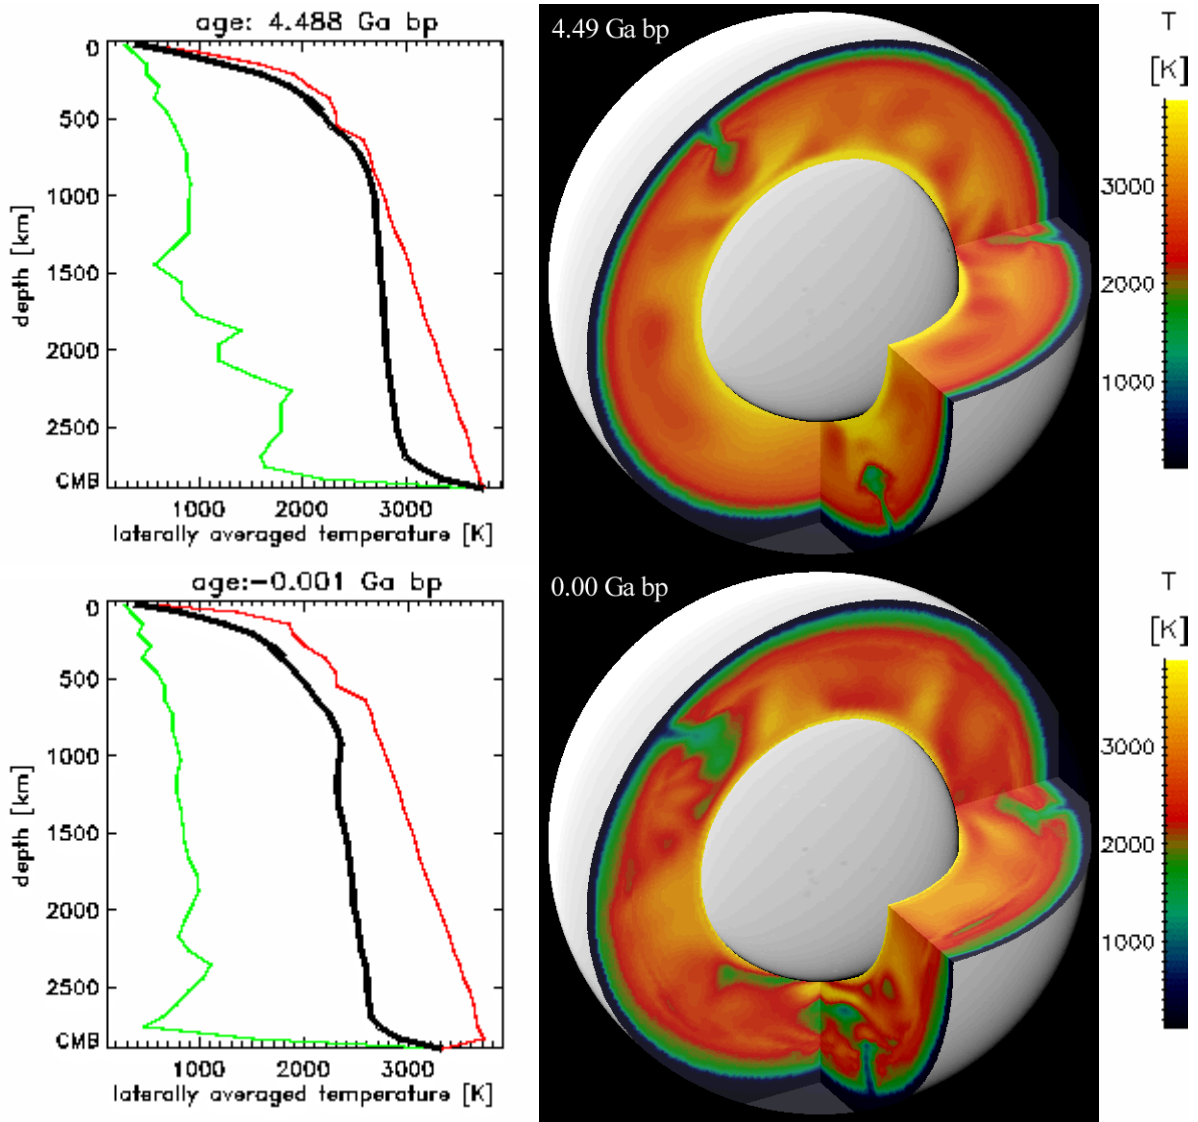 age: 4.488 Ga bp
0
500
1000
1500
2000
2500
CMB
depth [km]
1000 2000 3000
laterally averaged temperature [K]
4.49 Ga bp
T
[K]
3000
2000
1000
age:-0.001 Ga bp
0
500
1000
1500
2000
2500
CMB
depth [km]
1000 2000 3000
laterally averaged temperature [K]
0.00 Ga bp
T
[K]
3000
2000
1000